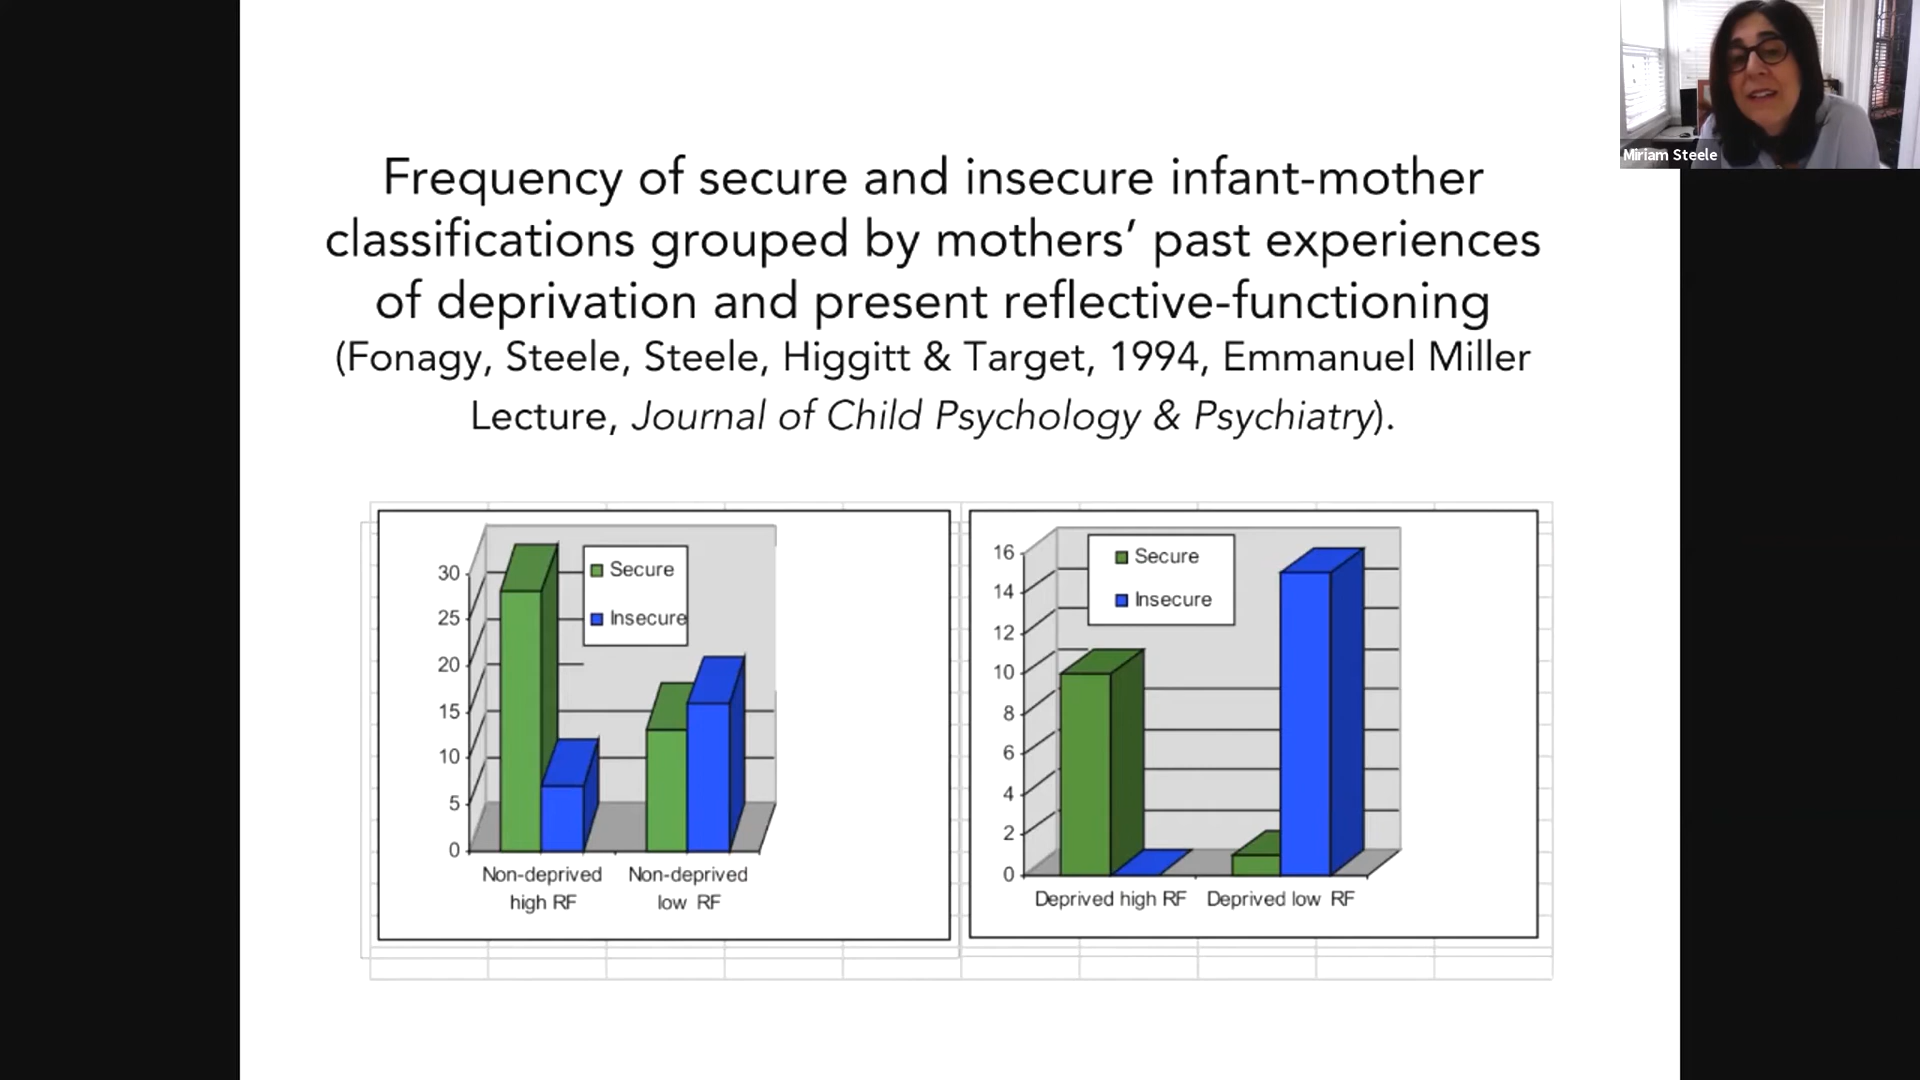 Miriam Steele
Frequency of secure and insecure infant-mother
classifications grouped by mothers’ past experiences
of deprivation and present reflective-functioning
(Fonagy, Steele, Steele, Higgitt & Target, 1994, Emmanuel Miller
Lecture, Journal of Child Psychology & Psychiatry).
30
25
20
15
10
5
0
Secure
Insecure
Non-deprived
high RF
Non-deprived
low RF
16
14
12
10
8
6
4
2
0
Secure
Insecure
Deprived high RF
Deprived low RF